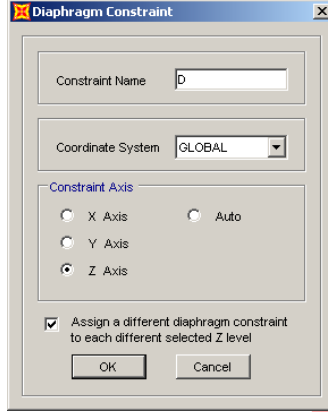 Diaphragm Constraint
Constraint Name D
Coordinate System GLOBAL
Constraint Axis
X Axis Auto
Y Axis
Z Axis
Assign a different diaphragm constraint
to each different selected Z level
OK Cancel